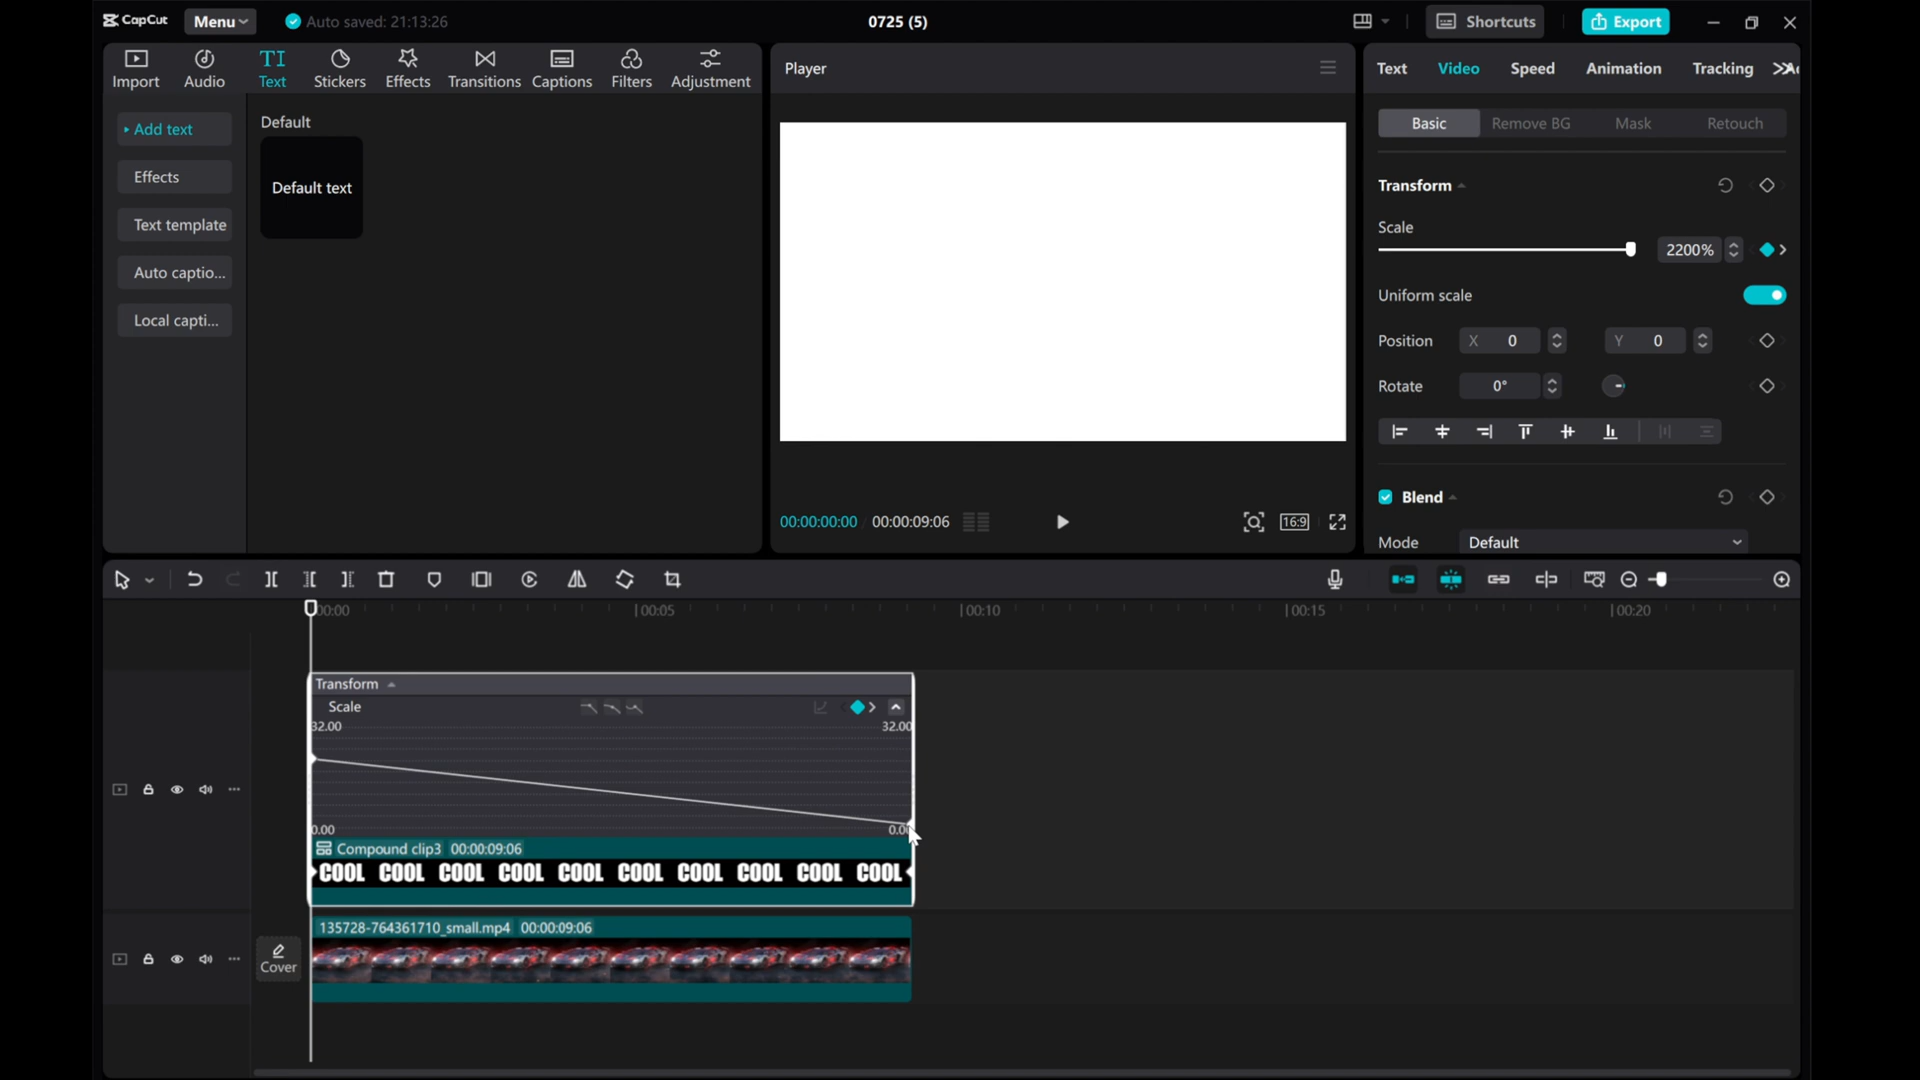 CapCut Menu Auto saved: 21:13:26 0725 (5) Shortcuts Export
Import Audio Text Stickers Effects Transitions Captions Filters Adjustment
Add text
Effects
Text template
Auto captio...
Local capti...
Default
Default text
Player
00:00:00:00 00:00:09:06 16:9
Text Video Speed Animation Tracking
Basic Remove BG Mask Retouch
Transform
Scale
2200%
Uniform scale
Position X 0 Y 0
Rotate 0°
Blend
Mode Default
00:00 00:05 00:10 00:15 00:20
Transform
Scale
32.00 32.00
0.00 0.00
Compound clip3 00:00:09:06
COOL COOL COOL COOL COOL COOL COOL COOL COOL COOL
135728-764361710_small.mp4 00:00:09:06
Cover